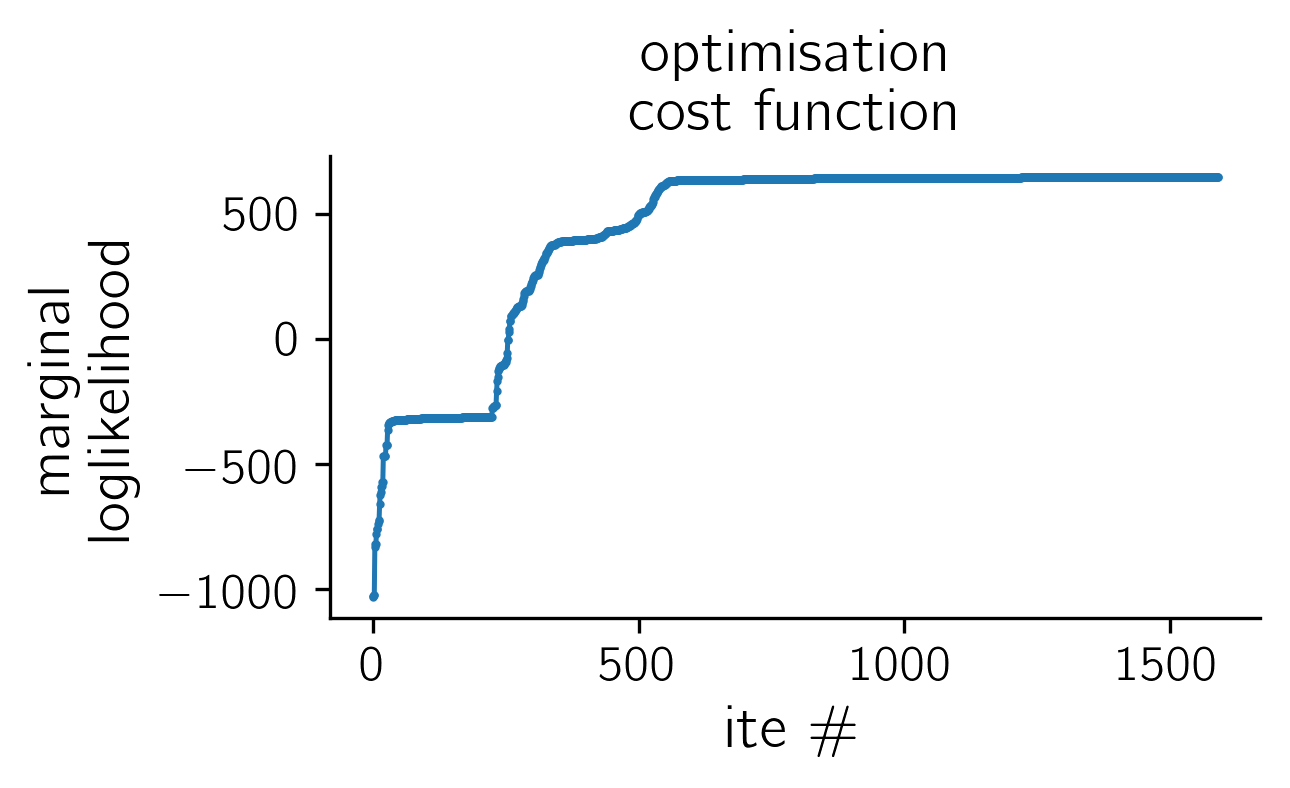 optimisation
cost function
marginal
loglikelihood
500
0
−500
−1000
0
500
1000
1500
ite #